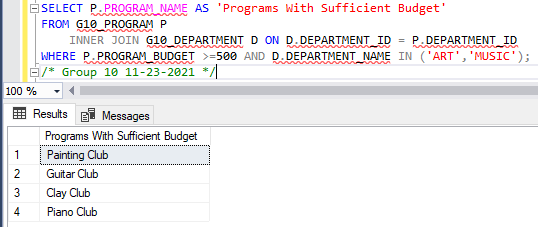 SELECT P.PROGRAM_NAME AS 'Programs With Sufficient Budget'
FROM G10_PROGRAM P
INNER JOIN G10_DEPARTMENT D ON D.DEPARTMENT_ID = P.DEPARTMENT_ID
WHERE P.PROGRAM_BUDGET >=500 AND D.DEPARTMENT_NAME IN ('ART','MUSIC');
/* Group 10 11-23-2021 */
100 %
Results Messages
Programs With Sufficient Budget
1 Painting Club
2 Guitar Club
3 Clay Club
4 Piano Club